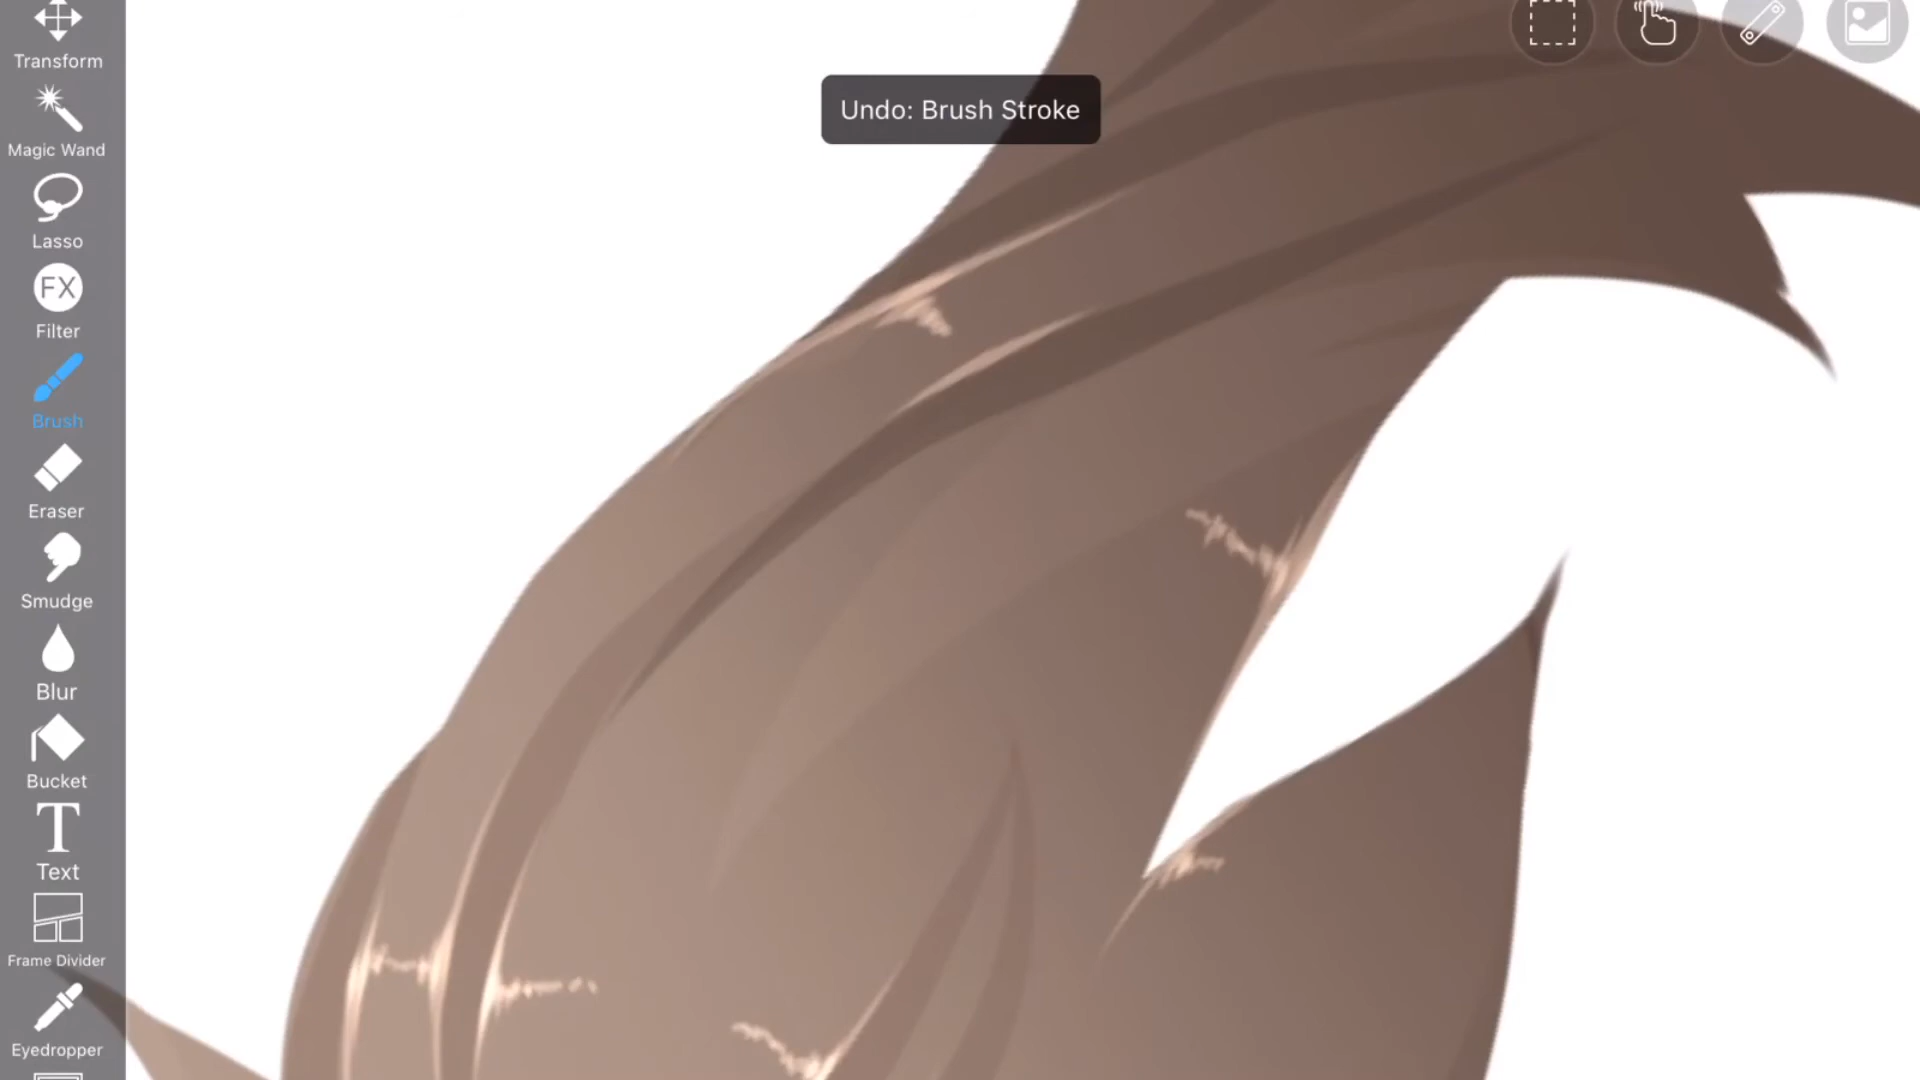 Transform
Undo: Brush Stroke
Magic Wand
Lasso
FX
Filter
Brush
Eraser
Smudge
Blur
Bucket
T
Text
Frame Divider
Eyedropper